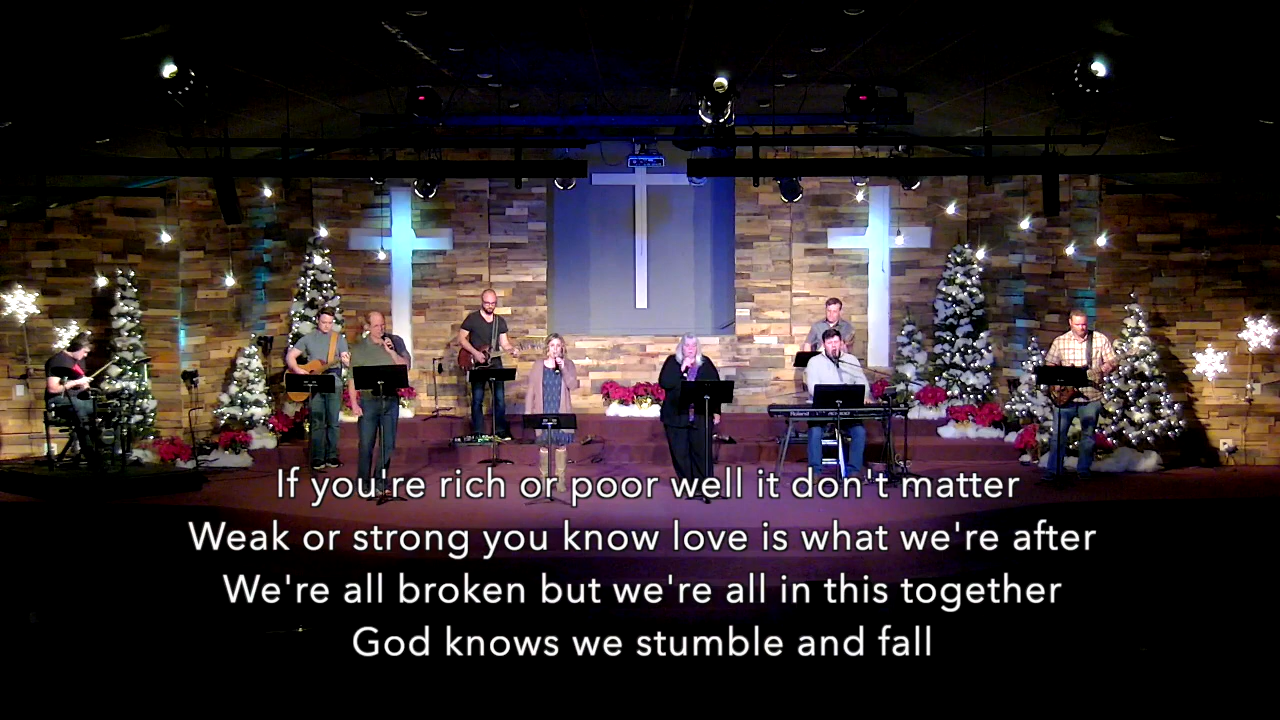 Roland
If you're rich or poor well it don't matter
Weak or strong you know love is what we're after
We're all broken but we're all in this together
God knows we stumble and fall